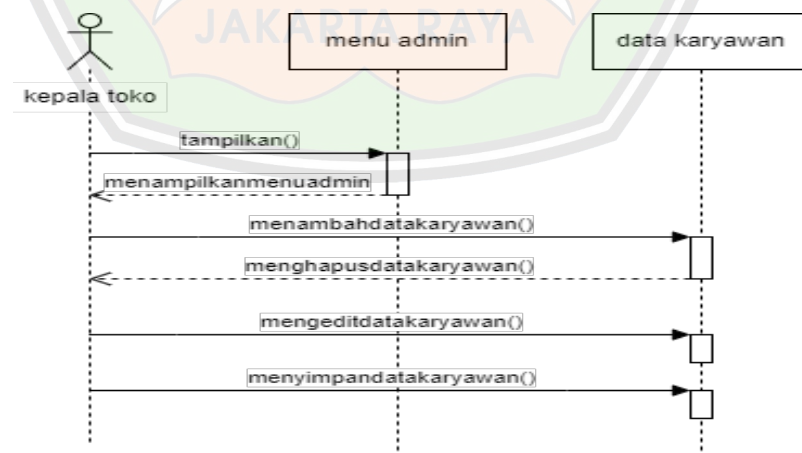 JAKARTA RAYA
menu admin
data karyawan
kepala toko
tampilkan()
menampilkanmenuadmin
menambahdatakaryawan()
menghapusdatakaryawan()
mengeditdatakaryawan()
menyimpandatakaryawan()